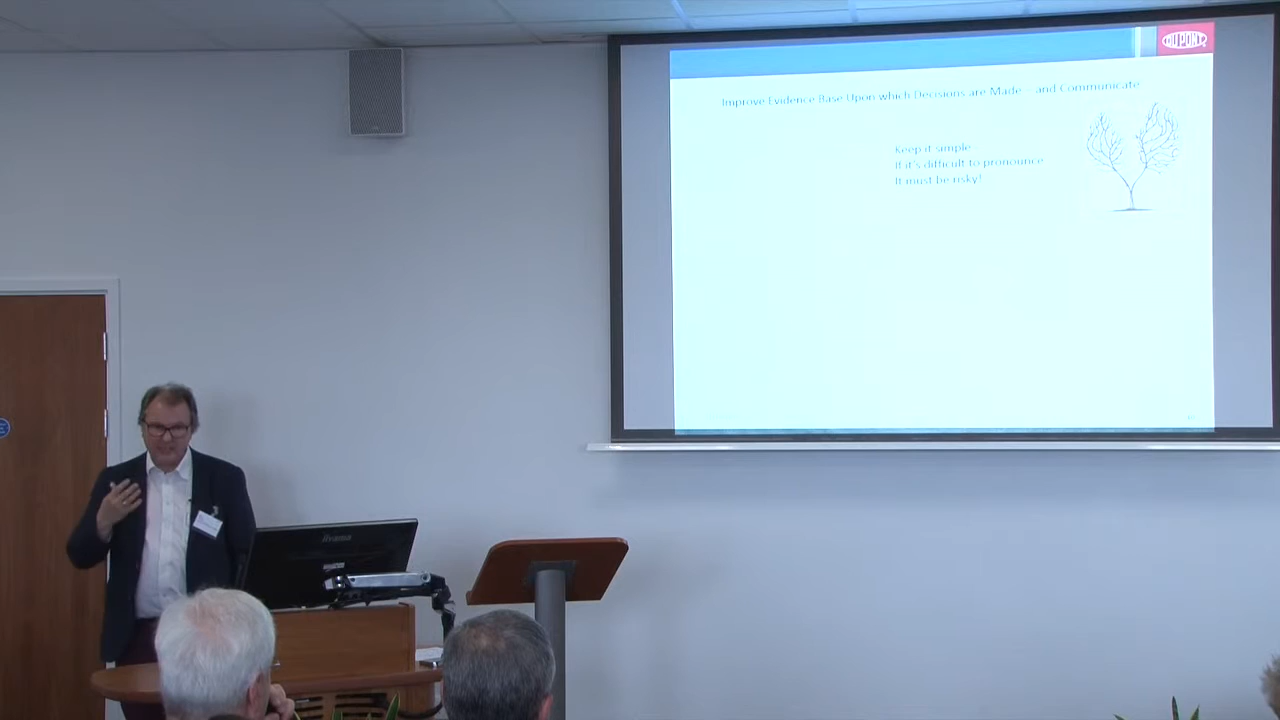 DUPONT
Improve Evidence Base Upon which Decisions are Made – and Communicate
Keep it simple
If it's difficult to pronounce
It must be risky!
iiyama